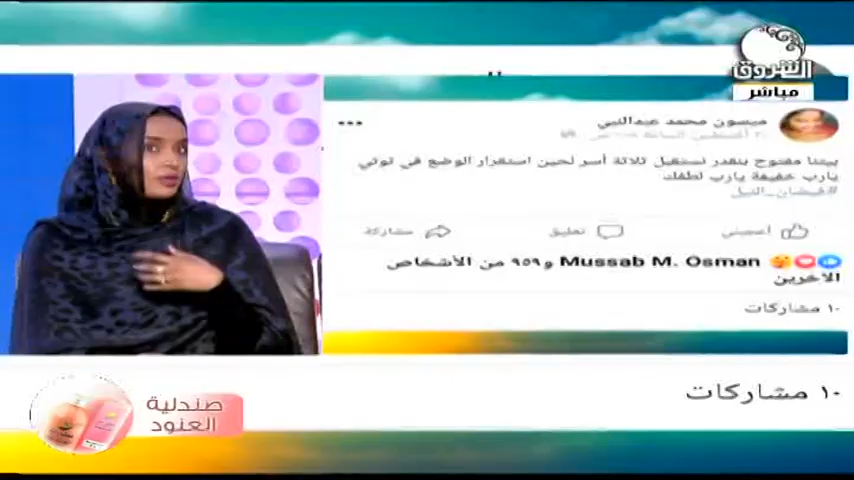 الشروق
مباشر
ميسون محمد عبدالنبي
بيتنا مفتوح بنقدر نستقبل ثلاثة أسر لحين استقرار الوضع في توتي
يارب خفيفة يارب لطفك
#فيضان_النيل
أعجبني
تعليق
مشاركة
Mussab M. Osman و٩٥٩ من الأشخاص
الآخرين
١٠ مشاركات
١٠ مشاركات
صندلية
العنود